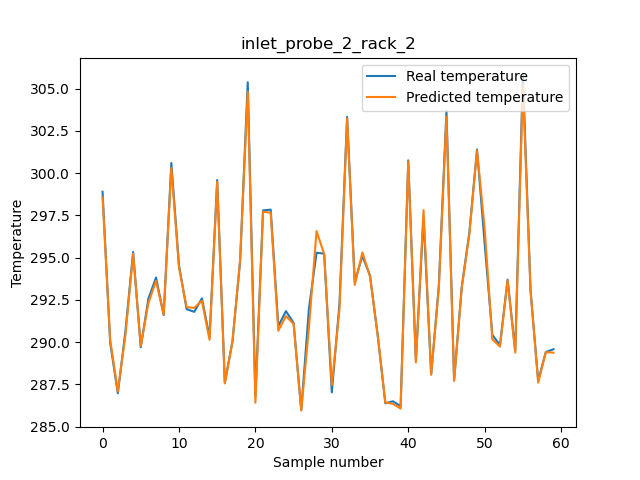 inlet_probe_2_rack_2
Real temperature
Predicted temperature
305.0
302.5
300.0
297.5
295.0
292.5
290.0
287.5
285.0
Temperature
0 10 20 30 40 50 60
Sample number